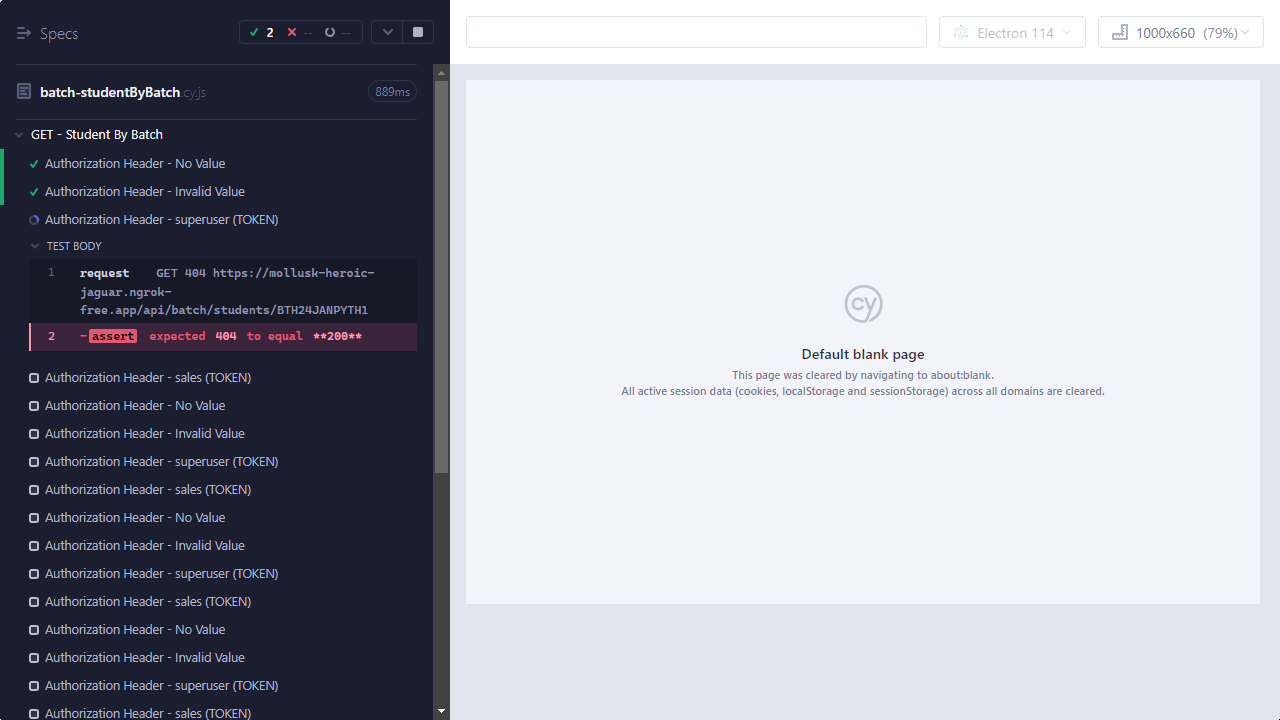 Specs
2
--
--
batch-studentByBatch.cy.js
889ms
GET - Student By Batch
Authorization Header - No Value
Authorization Header - Invalid Value
Authorization Header - superuser (TOKEN)
TEST BODY
1 request GET 404 https://mollusk-heroic-
jaguar.ngrok-
free.app/api/batch/students/BTH24JANPYTH1
2 -assert expected 404 to equal **200**
Authorization Header - sales (TOKEN)
Authorization Header - No Value
Authorization Header - Invalid Value
Authorization Header - superuser (TOKEN)
Authorization Header - sales (TOKEN)
Authorization Header - No Value
Authorization Header - Invalid Value
Authorization Header - superuser (TOKEN)
Authorization Header - sales (TOKEN)
Authorization Header - No Value
Authorization Header - Invalid Value
Authorization Header - superuser (TOKEN)
Authorization Header - sales (TOKEN)
Electron 114
1000x660 (79%)
cy
Default blank page
This page was cleared by navigating to about:blank.
All active session data (cookies, localStorage and sessionStorage) across all domains are cleared.